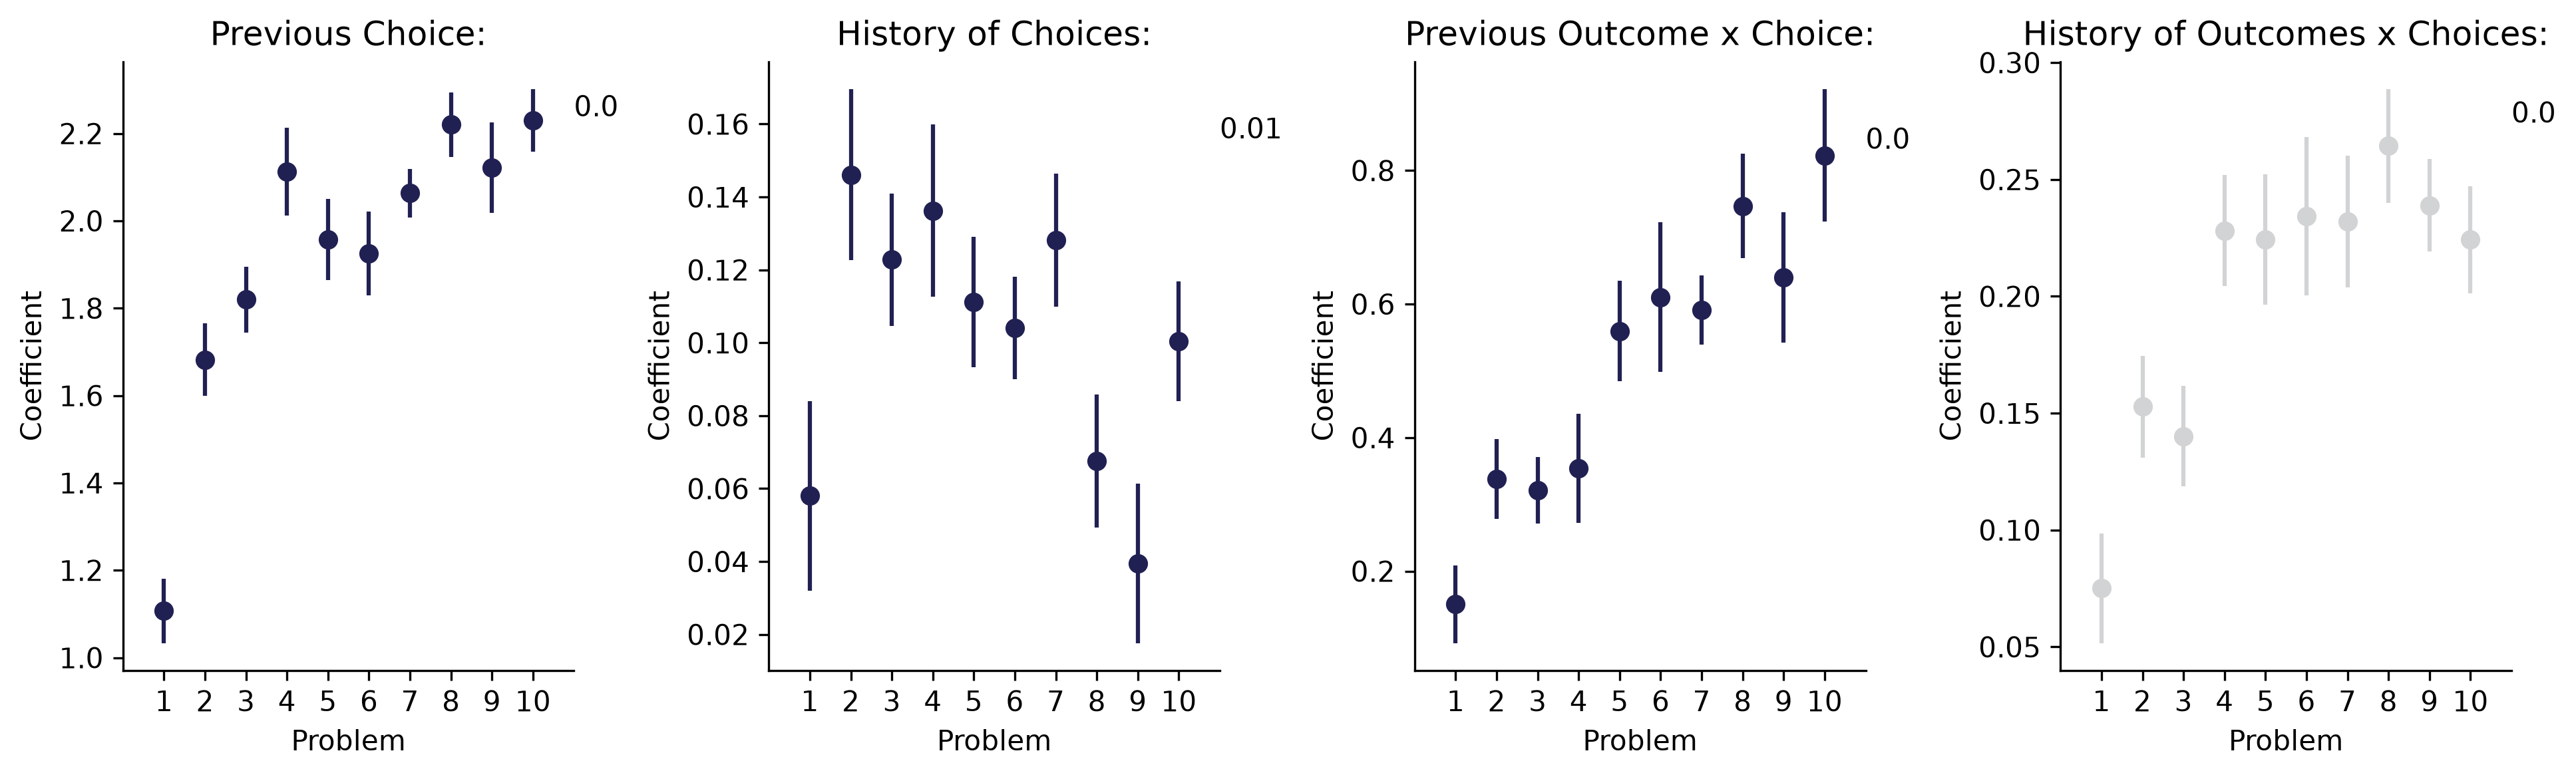 Previous Choice:
0.0
2.2
2.0
1.8
1.6
1.4
1.2
1.0
Coefficient
1 2 3 4 5 6 7 8 9 10
Problem
History of Choices:
0.01
0.16
0.14
0.12
0.10
0.08
0.06
0.04
0.02
Coefficient
1 2 3 4 5 6 7 8 9 10
Problem
Previous Outcome x Choice:
0.0
0.8
0.6
0.4
0.2
Coefficient
1 2 3 4 5 6 7 8 9 10
Problem
History of Outcomes x Choices:
0.0
0.30
0.25
0.20
0.15
0.10
0.05
Coefficient
1 2 3 4 5 6 7 8 9 10
Problem